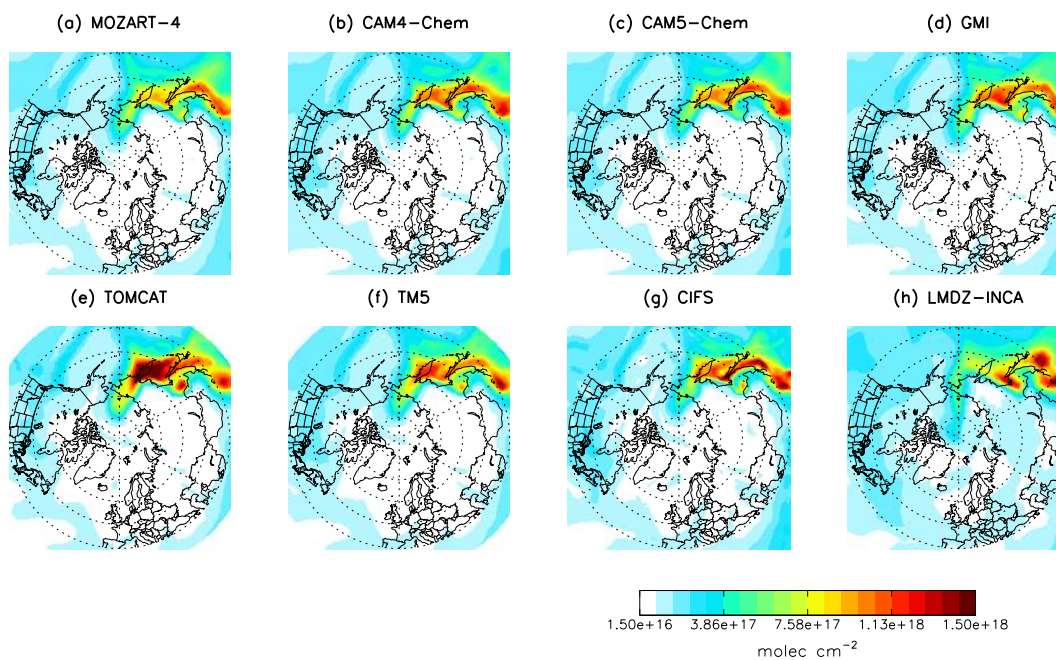 (a) MOZART-4
(b) CAM4-Chem
(c) CAM5-Chem
(d) GMI
(e) TOMCAT
(f) TM5
(g) CIFS
(h) LMDZ-INCA
1.50e+16 3.86e+17 7.58e+17 1.13e+18 1.50e+18
molec cm⁻²